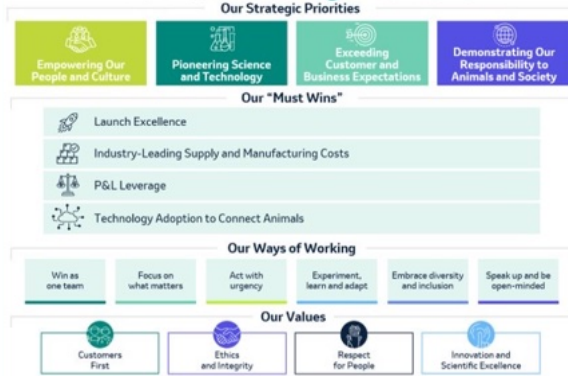 Our Strategic Priorities
Empowering Our
People and Culture
Pioneering Science
and Technology
Exceeding
Customer and
Business Expectations
Demonstrating Our
Responsibility to
Animals and Society
Our "Must Wins"
Launch Excellence
Industry-Leading Supply and Manufacturing Costs
P&L Leverage
Technology Adoption to Connect Animals
Our Ways of Working
Win as
one team
Focus on
what matters
Act with
urgency
Experiment,
learn and adapt
Embrace diversity
and inclusion
Speak up and be
open-minded
Our Values
Customers
First
Ethics
and Integrity
Respect
for People
Innovation and
Scientific Excellence